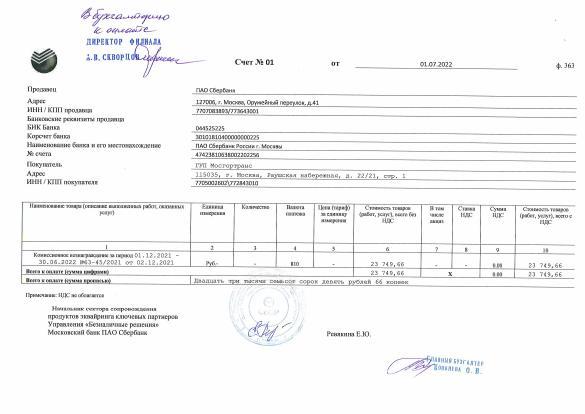 В бухгалтерию
к оплате
ДИРЕКТОР ФИЛИАЛА
А.В. СКВОРЦОВ
Счет № 01 от 01.07.2022 ф. 363
Продавец ПАО Сбербанк
Адрес 127006, г. Москва, Оружейный переулок, д.41
ИНН / КПП продавца 7707083893/773643001
Банковские реквизиты продавца
БИК Банка 044525225
Корсчет банка 30101810400000000225
Наименование банка и его местонахождение ПАО Сбербанк России г. Москвы
№ счета 47423810638002202256
Покупатель ГУП Мосгортранс
Адрес 115035, г. Москва, Раушская набережная, д. 22/21, стр. 1
ИНН / КПП покупателя 7705002602\772843010
Наименование товара (описание выполненных работ, оказанных услуг) Единица измерения Количество Валюта платежа Цена (тариф) за единицу измерения Стоимость товаров (работ, услуг), всего без НДС В том числе акциз Ставка НДС Сумма НДС Стоимость товаров (работ, услуг), всего с НДС
1 2 3 4 5 6 7 8 9 10
Комиссионное вознаграждение за период 01.12.2021 -
30.06.2022 №63-45/2021 от 02.12.2021 Руб.- - 810 - 23 749,66 - - 0.00 23 749,66
Всего к оплате (сумма цифрами) 23 749,66 X 0.00 23 749,66
Всего к оплате (сумма прописью) Двадцать три тысячи семьсот сорок девять рублей 66 копеек
Примечание: НДС не облагается
Начальник сектора сопровождения
продуктов эквайринга ключевых партнеров
Управления «Безналичные решения»
Московский банк ПАО Сбербанк Ревякина Е.Ю.
ГЛАВНЫЙ БУХГАЛТЕР
КОВАЛЕВА О. В.